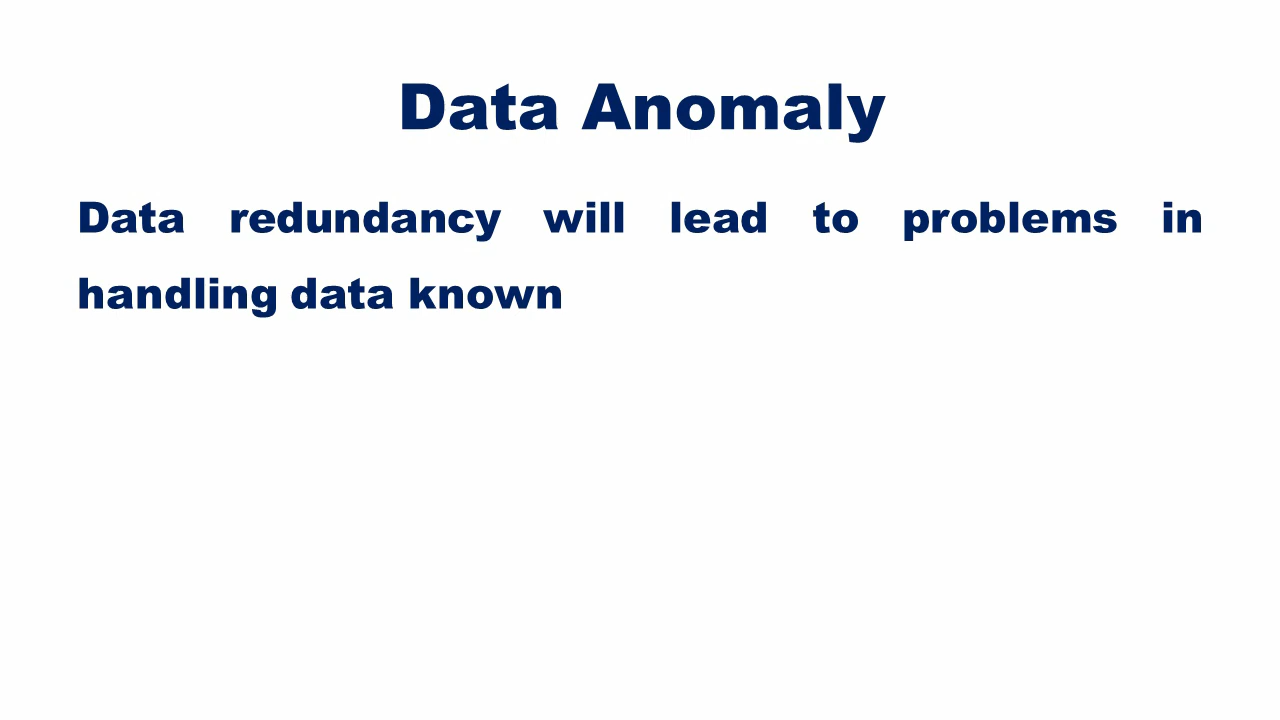 Data Anomaly
Data redundancy will lead to problems in
handling data known